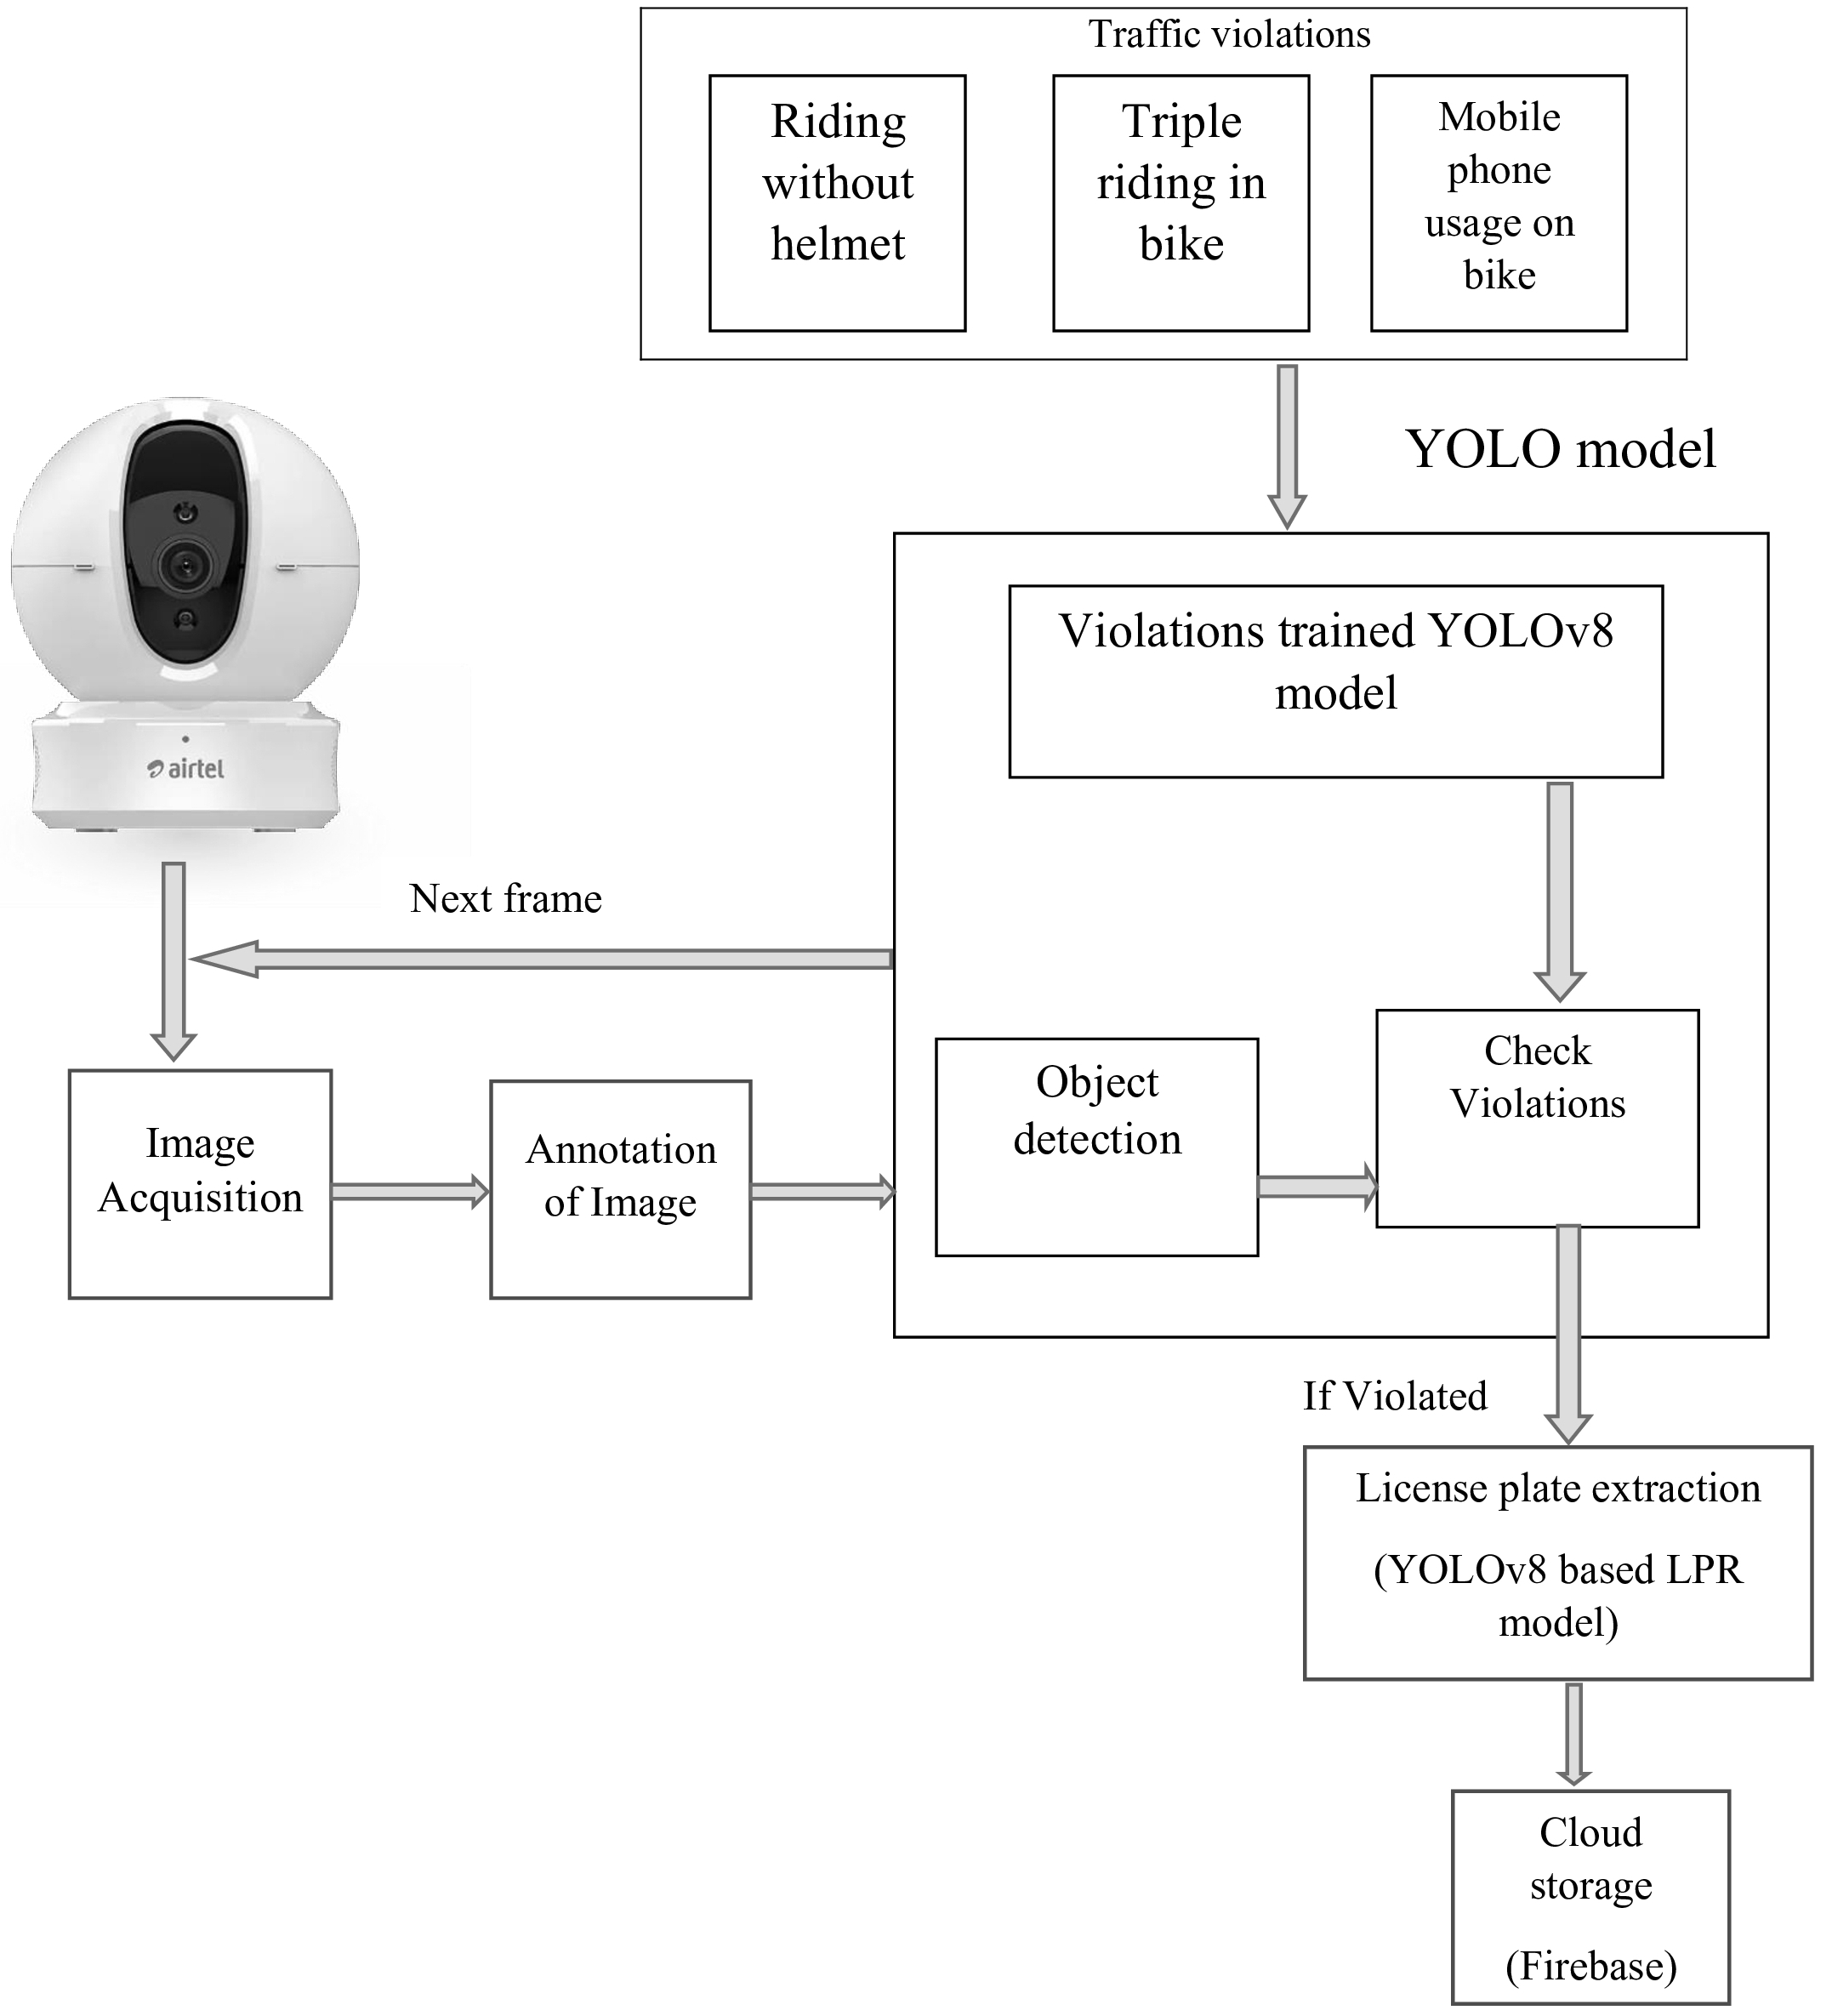 Traffic violations
Riding
without
helmet
Triple
riding in
bike
Mobile
phone
usage on
bike
YOLO model
Violations trained YOLOv8
model
airtel
Next frame
Check
Violations
Object
detection
Image
Acquisition
Annotation
of Image
If Violated
License plate extraction
(YOLOv8 based LPR
model)
Cloud
storage
(Firebase)